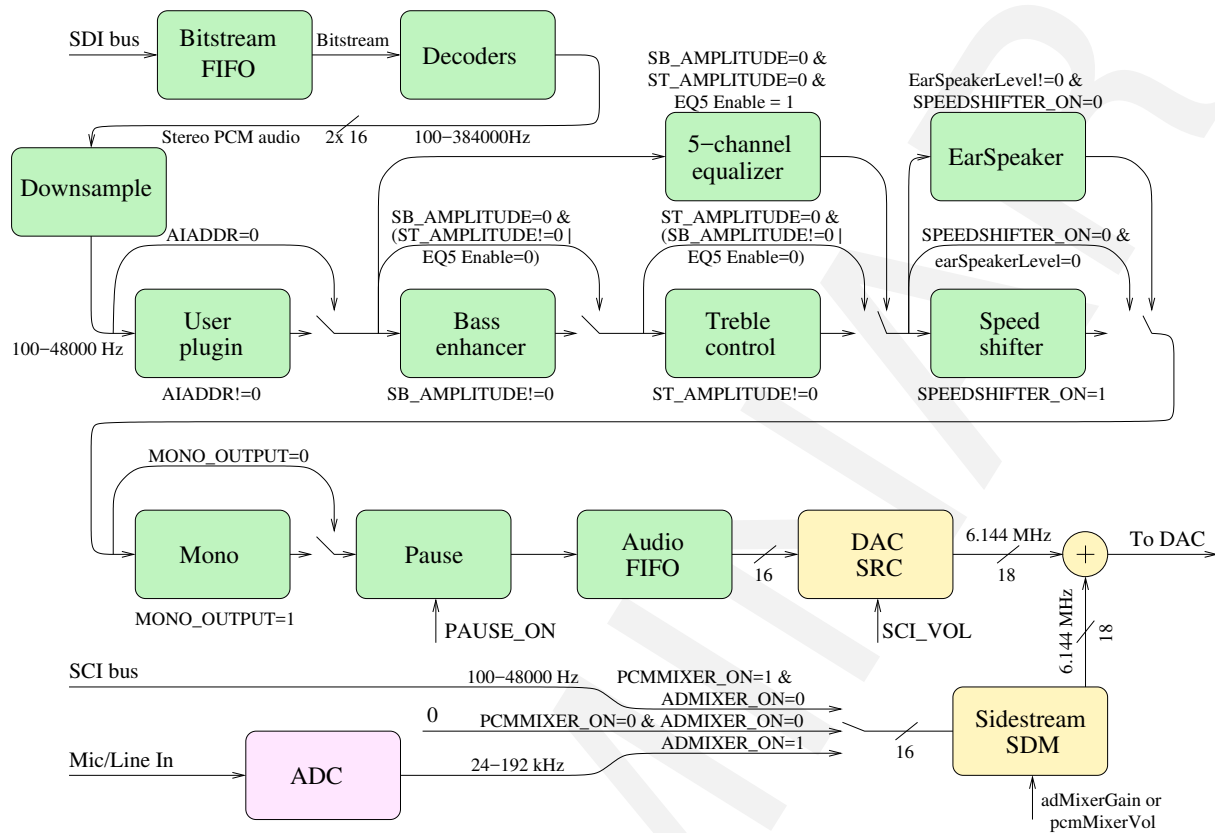 SDI bus
Bitstream
FIFO
Bitstream
Decoders
SB_AMPLITUDE=0 &
ST_AMPLITUDE=0 &
EQ5 Enable = 1
EarSpeakerLevel!=0 &
SPEEDSHIFTER_ON=0
Stereo PCM audio
2x 16
100−384000Hz
Downsample
5−channel
equalizer
EarSpeaker
AIADDR=0
SB_AMPLITUDE=0 &
(ST_AMPLITUDE!=0 |
EQ5 Enable=0)
ST_AMPLITUDE=0 &
(SB_AMPLITUDE!=0 |
EQ5 Enable=0)
SPEEDSHIFTER_ON=0 &
earSpeakerLevel=0
100−48000 Hz
User
plugin
Bass
enhancer
Treble
control
Speed
shifter
AIADDR!=0
SB_AMPLITUDE!=0
ST_AMPLITUDE!=0
SPEEDSHIFTER_ON=1
MONO_OUTPUT=0
Mono
Pause
Audio
FIFO
16
DAC
SRC
6.144 MHz
18
+
To DAC
MONO_OUTPUT=1
PAUSE_ON
SCI_VOL
6.144 MHz
18
SCI bus
100−48000 Hz
PCMMIXER_ON=1 &
ADMIXER_ON=0
0
PCMMIXER_ON=0 & ADMIXER_ON=0
ADMIXER_ON=1
16
Sidestream
SDM
Mic/Line In
ADC
24−192 kHz
adMixerGain or
pcmMixerVol